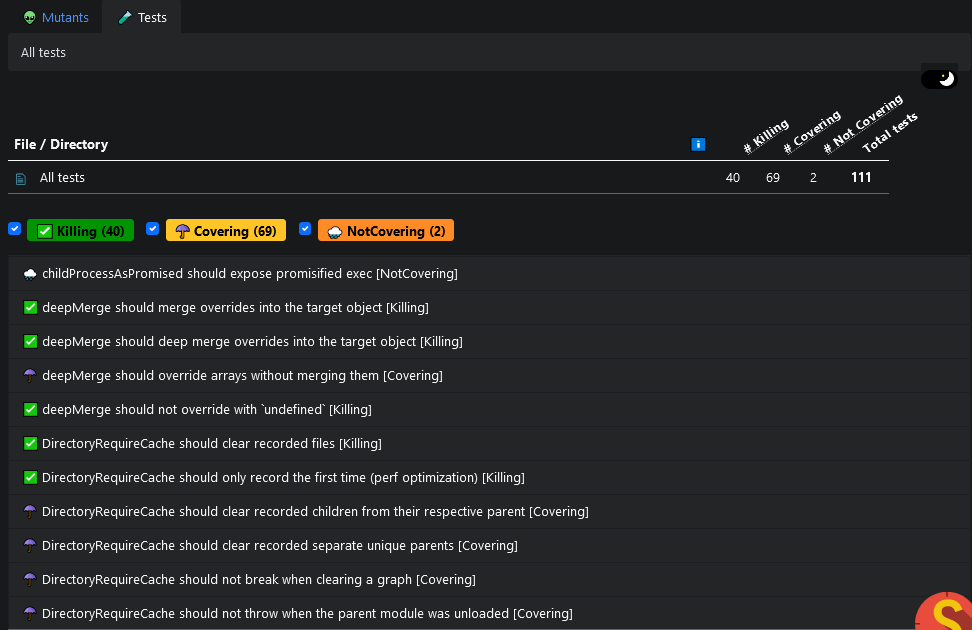 Mutants Tests
All tests
File / Directory # Killing # Covering # Not Covering Total tests
All tests 40 69 2 111
Killing (40) Covering (69) NotCovering (2)
childProcessAsPromised should expose promisified exec [NotCovering]
deepMerge should merge overrides into the target object [Killing]
deepMerge should deep merge overrides into the target object [Killing]
deepMerge should override arrays without merging them [Covering]
deepMerge should not override with `undefined` [Killing]
DirectoryRequireCache should clear recorded files [Killing]
DirectoryRequireCache should only record the first time (perf optimization) [Killing]
DirectoryRequireCache should clear recorded children from their respective parent [Covering]
DirectoryRequireCache should clear recorded separate unique parents [Covering]
DirectoryRequireCache should not break when clearing a graph [Covering]
DirectoryRequireCache should not throw when the parent module was unloaded [Covering]
S